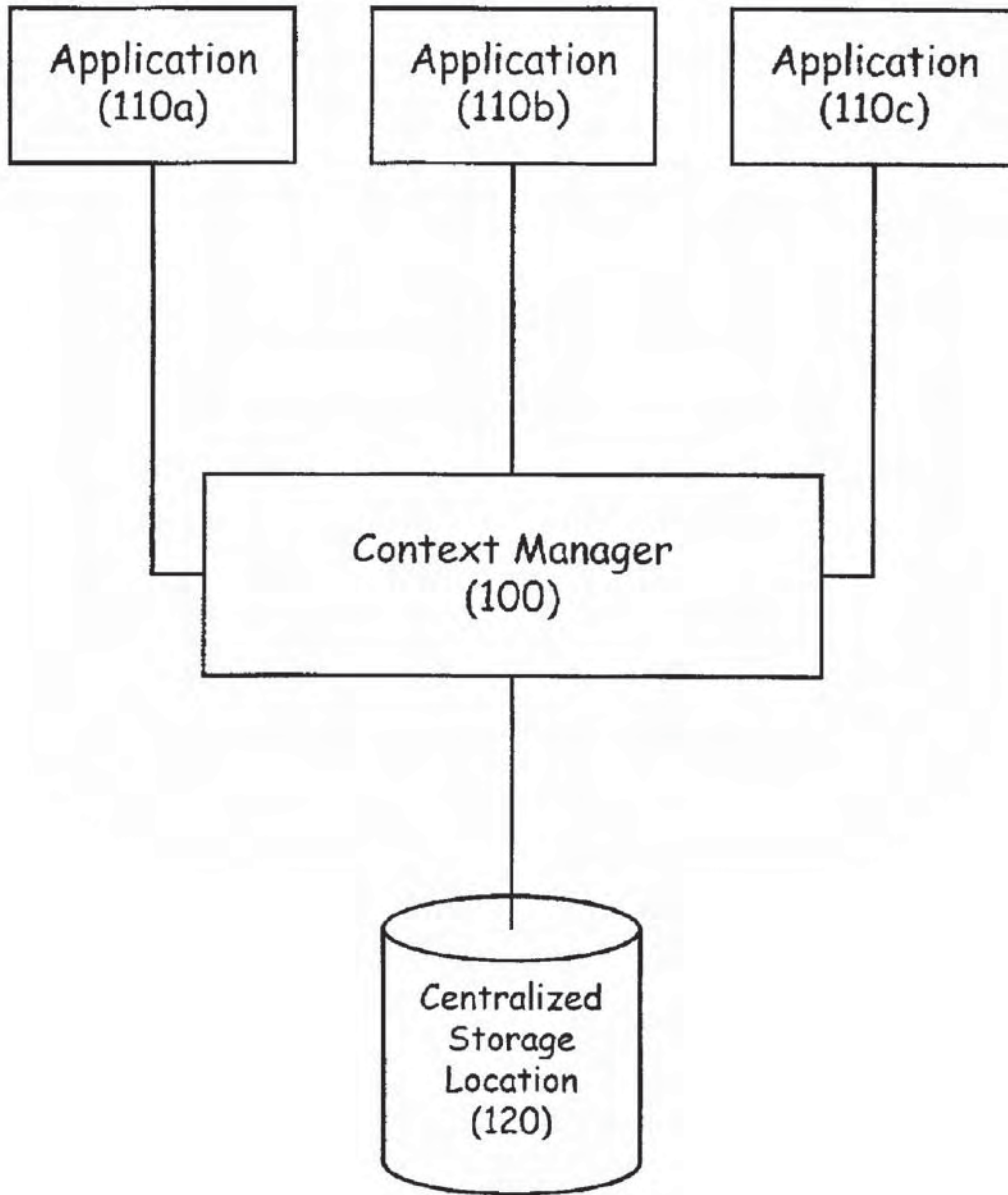 Application
(110a)
Application
(110b)
Application
(110c)
Context Manager
(100)
Centralized
Storage
Location
(120)